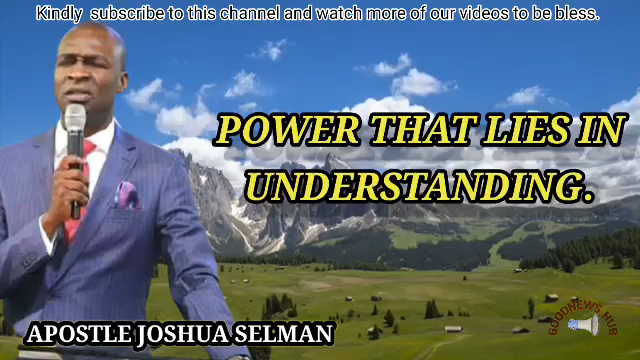 Kindly subscribe to this channel and watch more of our videos to be bless.
POWER THAT LIES IN
UNDERSTANDING.
APOSTLE JOSHUA SELMAN
GOODNEWS HUB